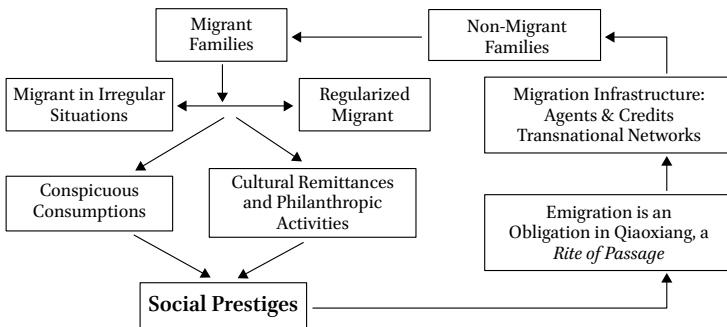 Migrant
Families
Non-Migrant
Families
Migrant in Irregular
Situations
Regularized
Migrant
Migration Infrastructure:
Agents & Credits
Transnational Networks
Conspicuous
Consumptions
Cultural Remittances
and Philanthropic
Activities
Emigration is an
Obligation in Qiaoxiang, a
Rite of Passage
Social Prestiges